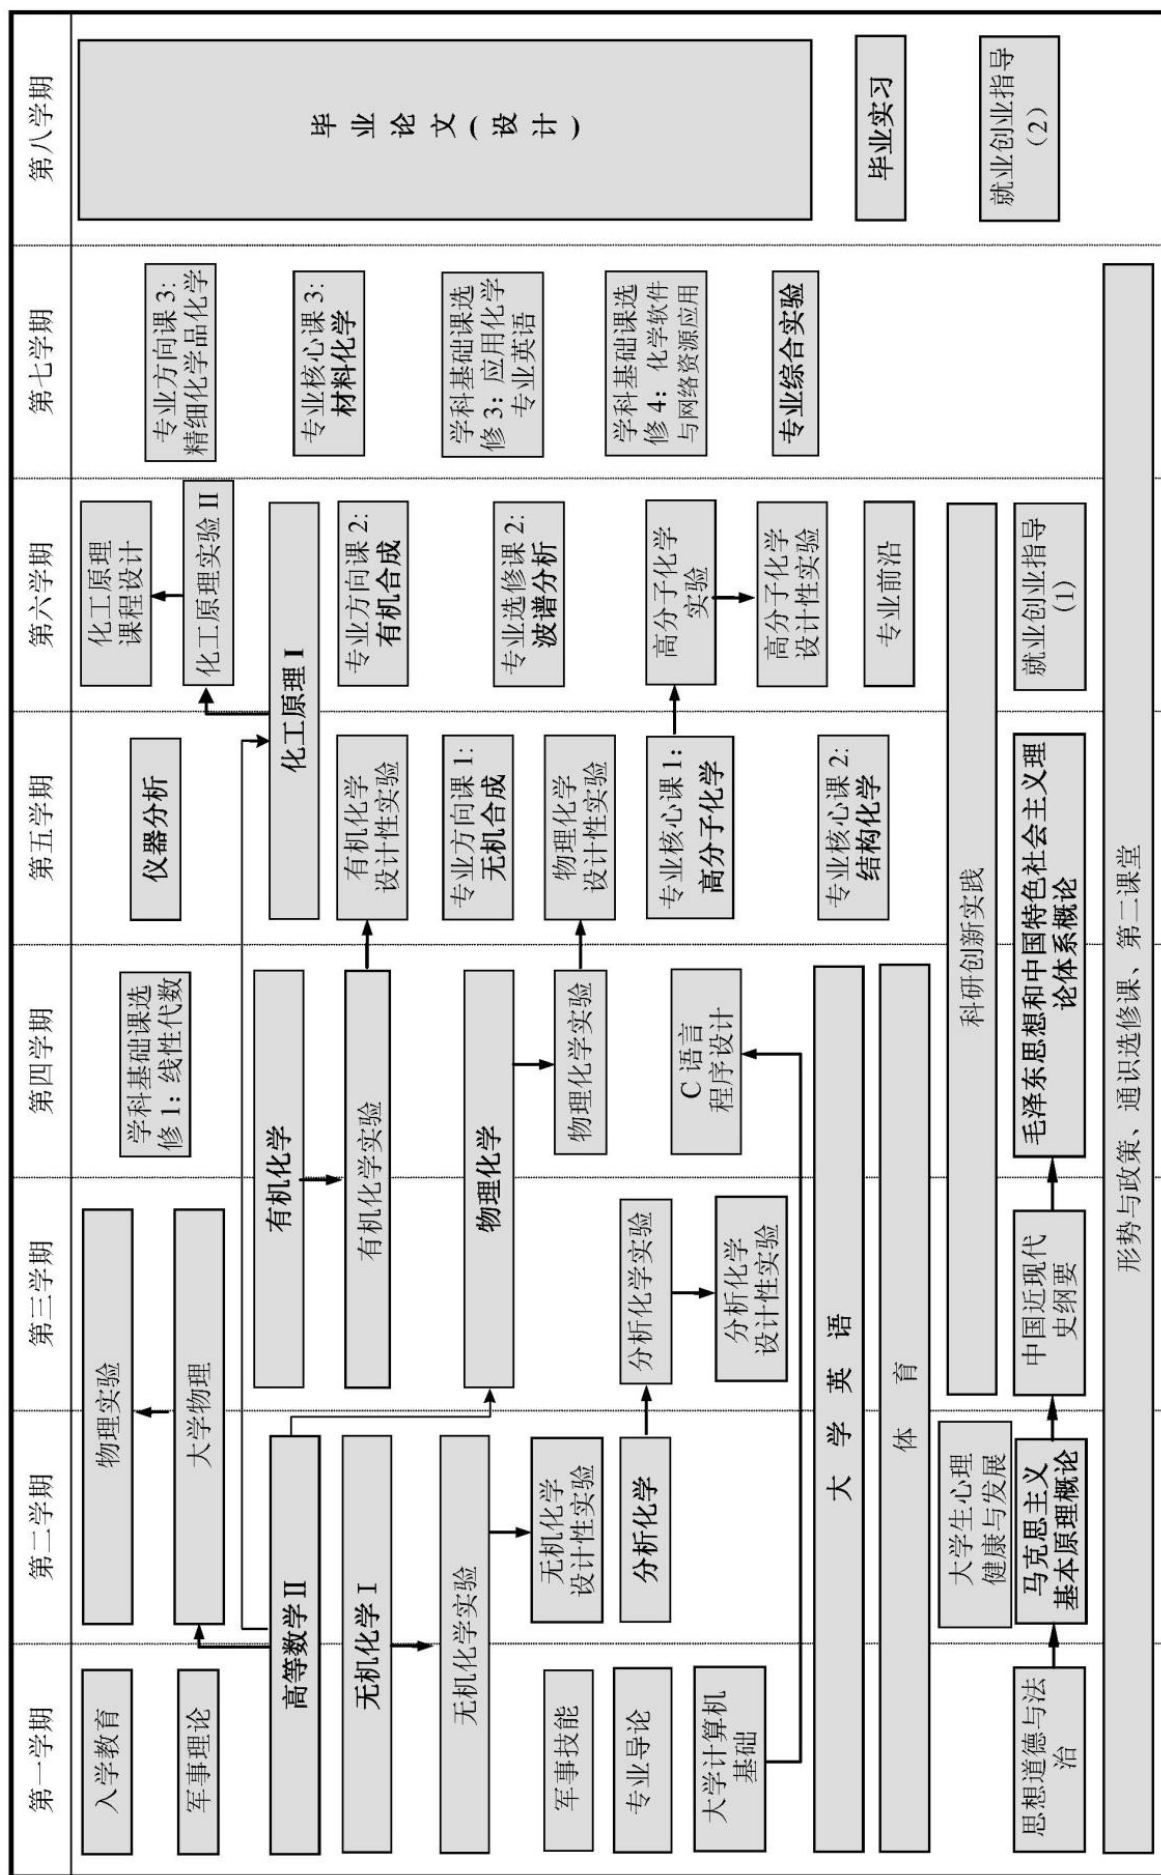 第一学期
第二学期
第三学期
第四学期
第五学期
第六学期
第七学期
第八学期
入学教育
军事理论
高等数学 II
无机化学 I
无机化学实验
军事技能
专业导论
大学计算机
基础
大 学 英 语
体 育
思想道德与法
治
形势与政策、通识选修课、第二课堂
物理实验
大学物理
无机化学
设计性实验
分析化学
大学生心理
健康与发展
马克思主义
基本原理概论
有机化学
有机化学实验
物理化学
分析化学实验
分析化学
设计性实验
科研创新实践
中国近现代
史纲要
学科基础课选
修 1：线性代数
物理化学实验
C 语言
程序设计
毛泽东思想和中国特色社会主义理
论体系概论
仪器分析
化工原理 I
有机化学
设计性实验
专业方向课 1:
无机合成
物理化学
设计性实验
专业核心课 1:
高分子化学
专业核心课 2:
结构化学
化工原理
课程设计
化工原理实验 II
专业方向课 2:
有机合成
专业选修课 2:
波谱分析
高分子化学
实验
高分子化学
设计性实验
专业前沿
就业创业指导
(1)
专业方向课 3:
精细化学品化学
专业核心课 3:
材料化学
学科基础课选
修 3：应用化学
专业英语
学科基础课选
修 4：化学软件
与网络资源应用
专业综合实验
毕 业 论 文 ( 设 计 )
毕业实习
就业创业指导
（2）